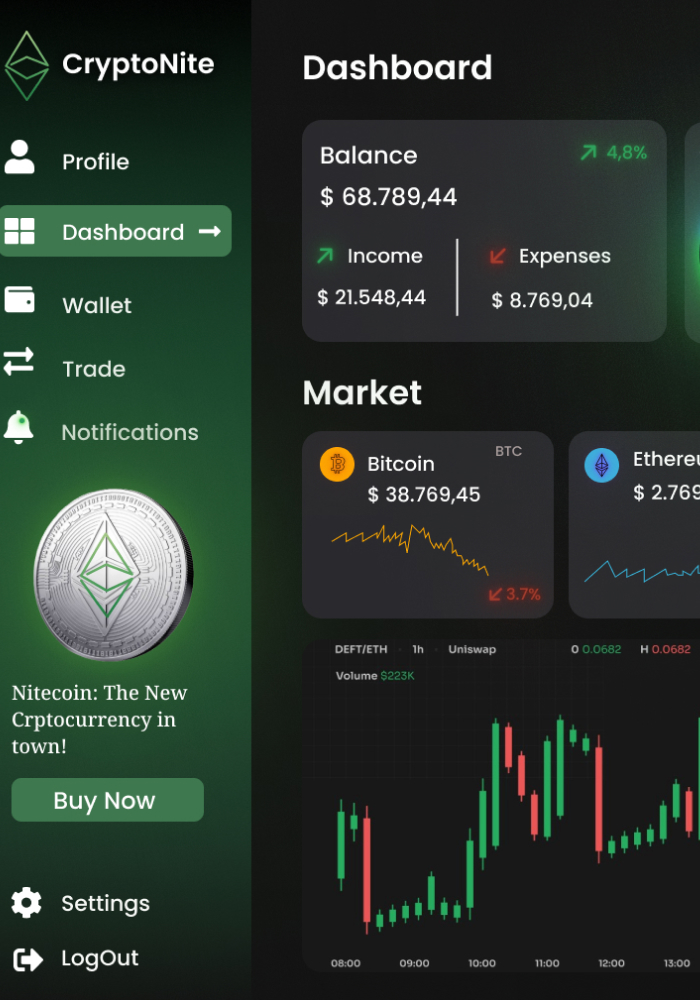 CryptoNite
Profile
Dashboard
Wallet
Trade
Notifications
Nitecoin: The New
Crptocurrency in
town!
Buy Now
Settings
LogOut
Dashboard
Balance
4,8%
$ 68.789,44
Income
Expenses
$ 21.548,44
$ 8.769,04
Market
Bitcoin
BTC
$ 38.769,45
3.7%
$ 2.769
DEFT/ETH · 1h · Uniswap
O 0.0682 H 0.0682
Volume $223K
08:00 09:00 10:00 11:00 12:00 13:00